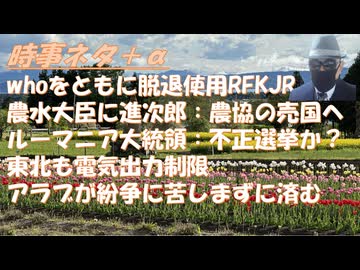 時事ネタ+α
whoをともに脱退使用RFKJR
農水大臣に進次郎：農協の売国へ
ルーマニア大統領　不正選挙か？
東北も電気出力制限
アラブが紛争に苦しまずに済む